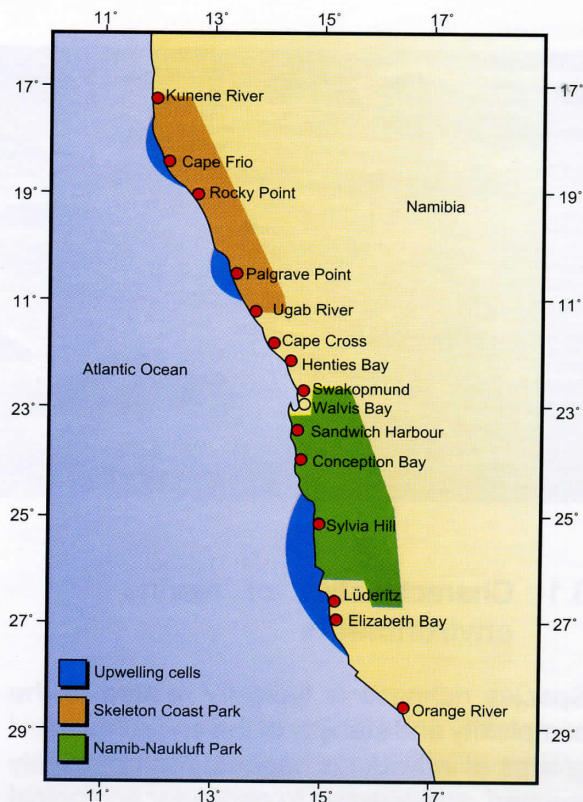 11° 13° 15° 17°
17° Kunene River 17°
Cape Frio
19° Rocky Point 19°
Namibia
Palgrave Point
11° Ugab River 11°
Cape Cross
Atlantic Ocean Henties Bay
Swakopmund
23° Walvis Bay 23°
Sandwich Harbour
Conception Bay
25° Sylvia Hill 25°
Lüderitz
27° Elizabeth Bay 27°
Upwelling cells
Skeleton Coast Park Orange River
29° Namib-Naukluft Park 29°
11° 13° 15° 17°